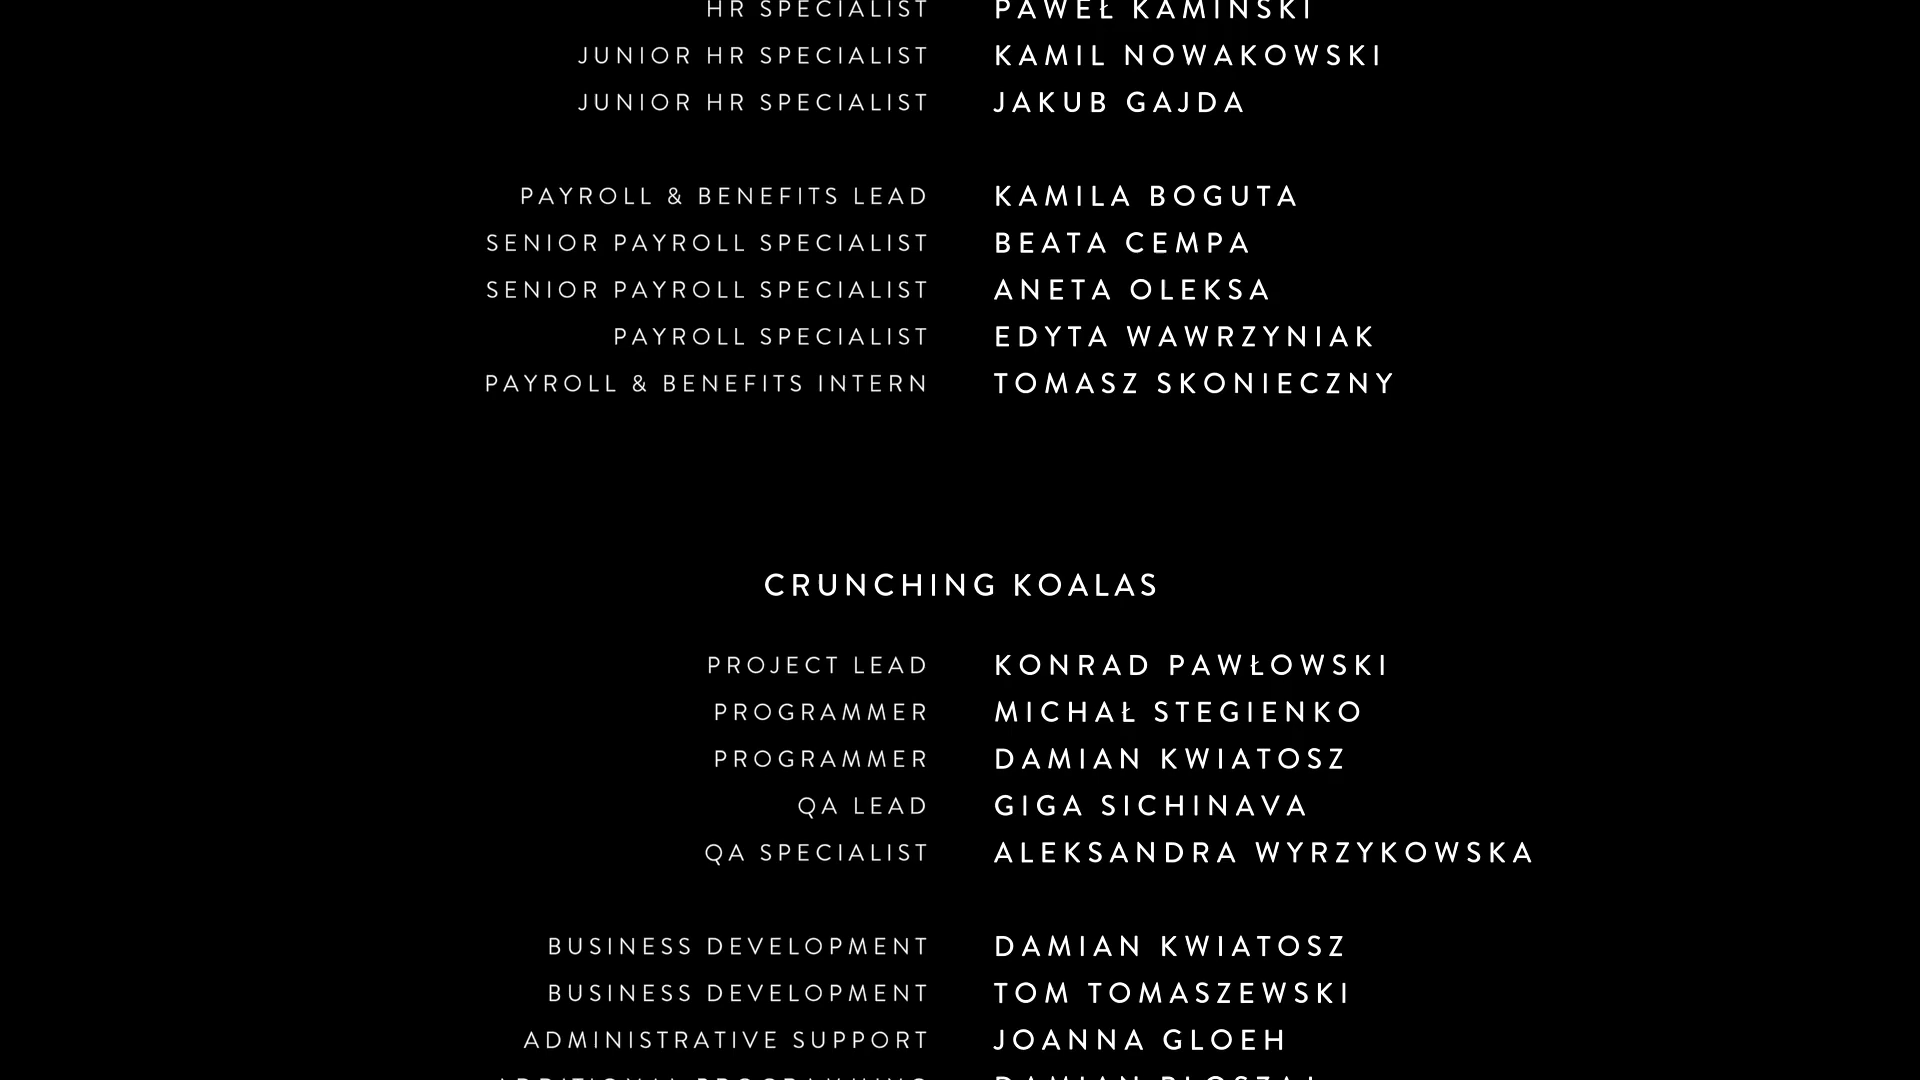 HR SPECIALIST PAWEŁ KAMIŃSKI
JUNIOR HR SPECIALIST KAMIL NOWAKOWSKI
JUNIOR HR SPECIALIST JAKUB GAJDA
PAYROLL & BENEFITS LEAD KAMILA BOGUTA
SENIOR PAYROLL SPECIALIST BEATA CEMPA
SENIOR PAYROLL SPECIALIST ANETA OLEKSA
PAYROLL SPECIALIST EDYTA WAWRZYNIAK
PAYROLL & BENEFITS INTERN TOMASZ SKONIECZNY
CRUNCHING KOALAS
PROJECT LEAD KONRAD PAWŁOWSKI
PROGRAMMER MICHAŁ STEGIENKO
PROGRAMMER DAMIAN KWIATOSZ
QA LEAD GIGA SICHINAVA
QA SPECIALIST ALEKSANDRA WYRZYKOWSKA
BUSINESS DEVELOPMENT DAMIAN KWIATOSZ
BUSINESS DEVELOPMENT TOM TOMASZEWSKI
ADMINISTRATIVE SUPPORT JOANNA GLOEH
ADDITIONAL PROGRAMMING DAMIAN